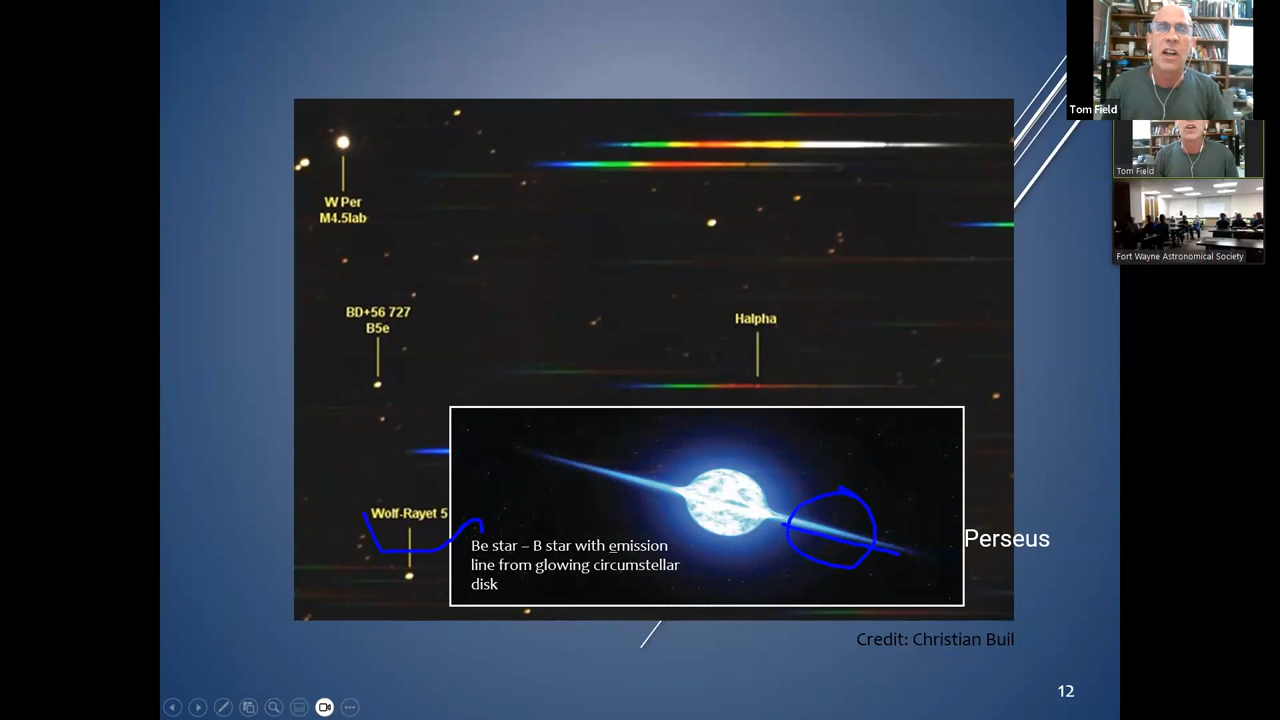 Tom Field
Tom Field
Fort Wayne Astronomical Society
W Per
M4.5Iab
BD+56 727
B5e
Halpha
Wolf-Rayet 5
Be star – B star with emission
line from glowing circumstellar
disk
Perseus
Credit: Christian Buil
12